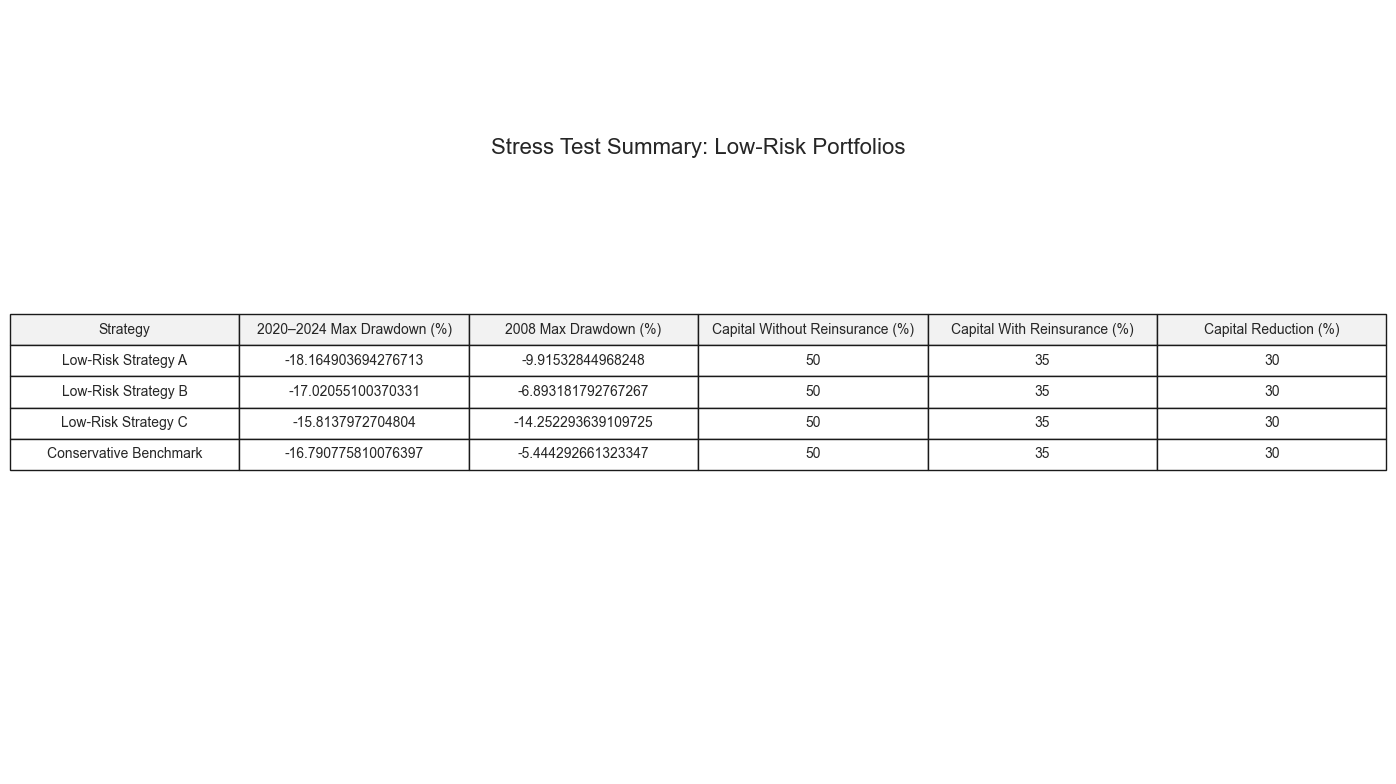 Stress Test Summary: Low-Risk Portfolios
Strategy 2020–2024 Max Drawdown (%) 2008 Max Drawdown (%) Capital Without Reinsurance (%) Capital With Reinsurance (%) Capital Reduction (%)
Low-Risk Strategy A -18.164903694276713 -9.91532844968248 50 35 30
Low-Risk Strategy B -17.02055100370331 -6.893181792767267 50 35 30
Low-Risk Strategy C -15.8137972704804 -14.252293639109725 50 35 30
Conservative Benchmark -16.790775810076397 -5.444292661323347 50 35 30